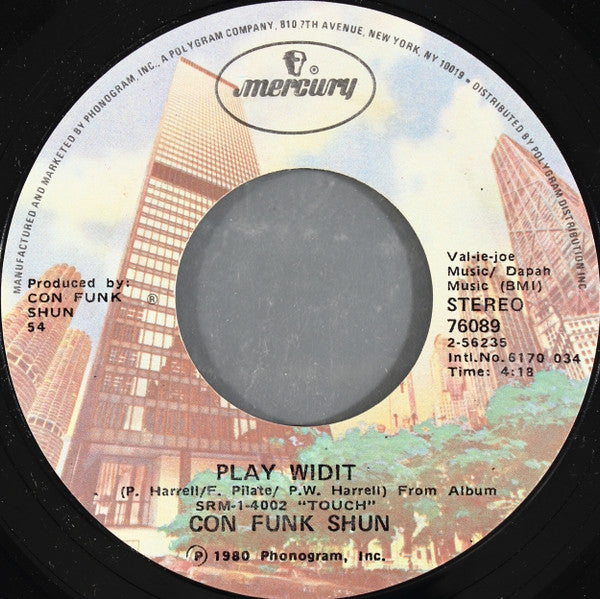 MANUFACTURED AND MARKETED BY PHONOGRAM, INC., A POLYGRAM COMPANY, 810 7TH AVENUE, NEW YORK, NY 10019 • DISTRIBUTED BY POLYGRAM DISTRIBUTION INC
mercury ®
Produced by:
CON FUNK
SHUN
54
®
Val-ie-joe
Music/ Dapah
Music (BMI)
STEREO
76089
2-56235
Intl.No. 6170 034
Time: 4:18
PLAY WIDIT
(P. Harrell/F. Pilate/ P.W. Harrell) From Album
SRM-1-4002 "TOUCH"
CON FUNK SHUN
℗ 1980 Phonogram, Inc.